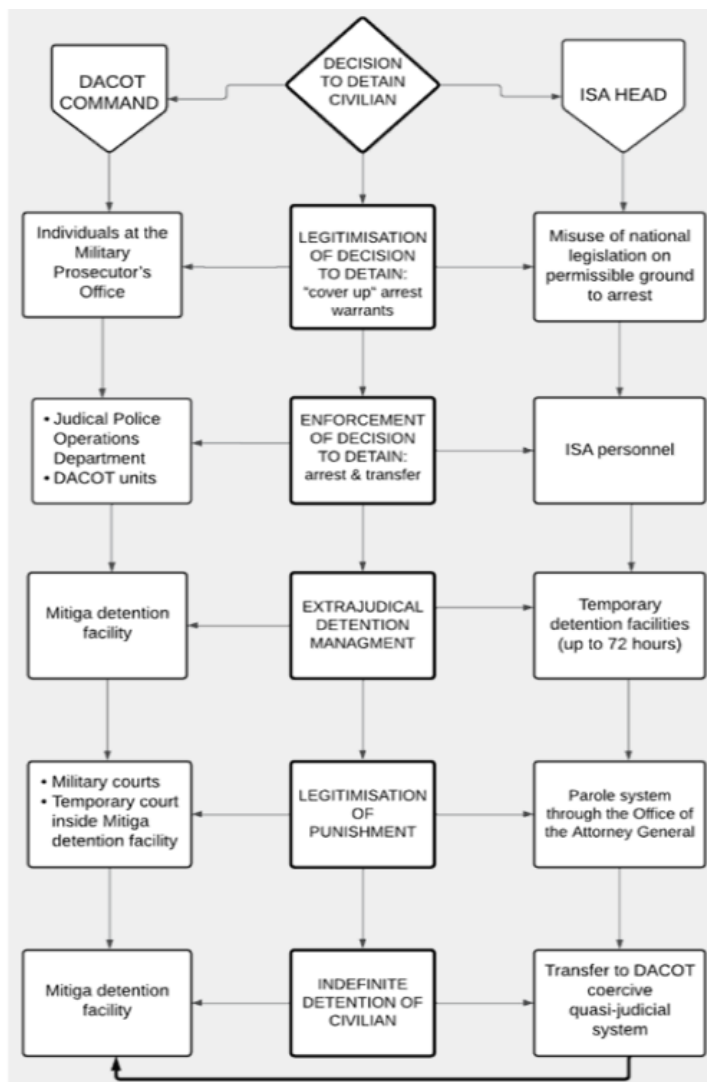 DACOT
COMMAND
DECISION
TO DETAIN
CIVILIAN
ISA HEAD
Individuals at the
Military
Prosecutor's
Office
LEGITIMISATION
OF DECISION
TO DETAIN:
"cover up" arrest
warrants
Misuse of national
legislation on
permissible ground
to arrest
• Judical Police
Operations
Department
• DACOT units
ENFORCEMENT
OF DECISION
TO DETAIN:
arrest & transfer
ISA personnel
Mitiga detention
facility
EXTRAJUDICAL
DETENTION
MANAGMENT
Temporary
detention facilities
(up to 72 hours)
• Military courts
• Temporary court
inside Mitiga
detention facility
LEGITIMISATION
OF
PUNISHMENT
Parole system
through the Office of
the Attorney General
Mitiga detention
facility
INDEFINITE
DETENTION OF
CIVILIAN
Transfer to DACOT
coercive
quasi-judicial
system